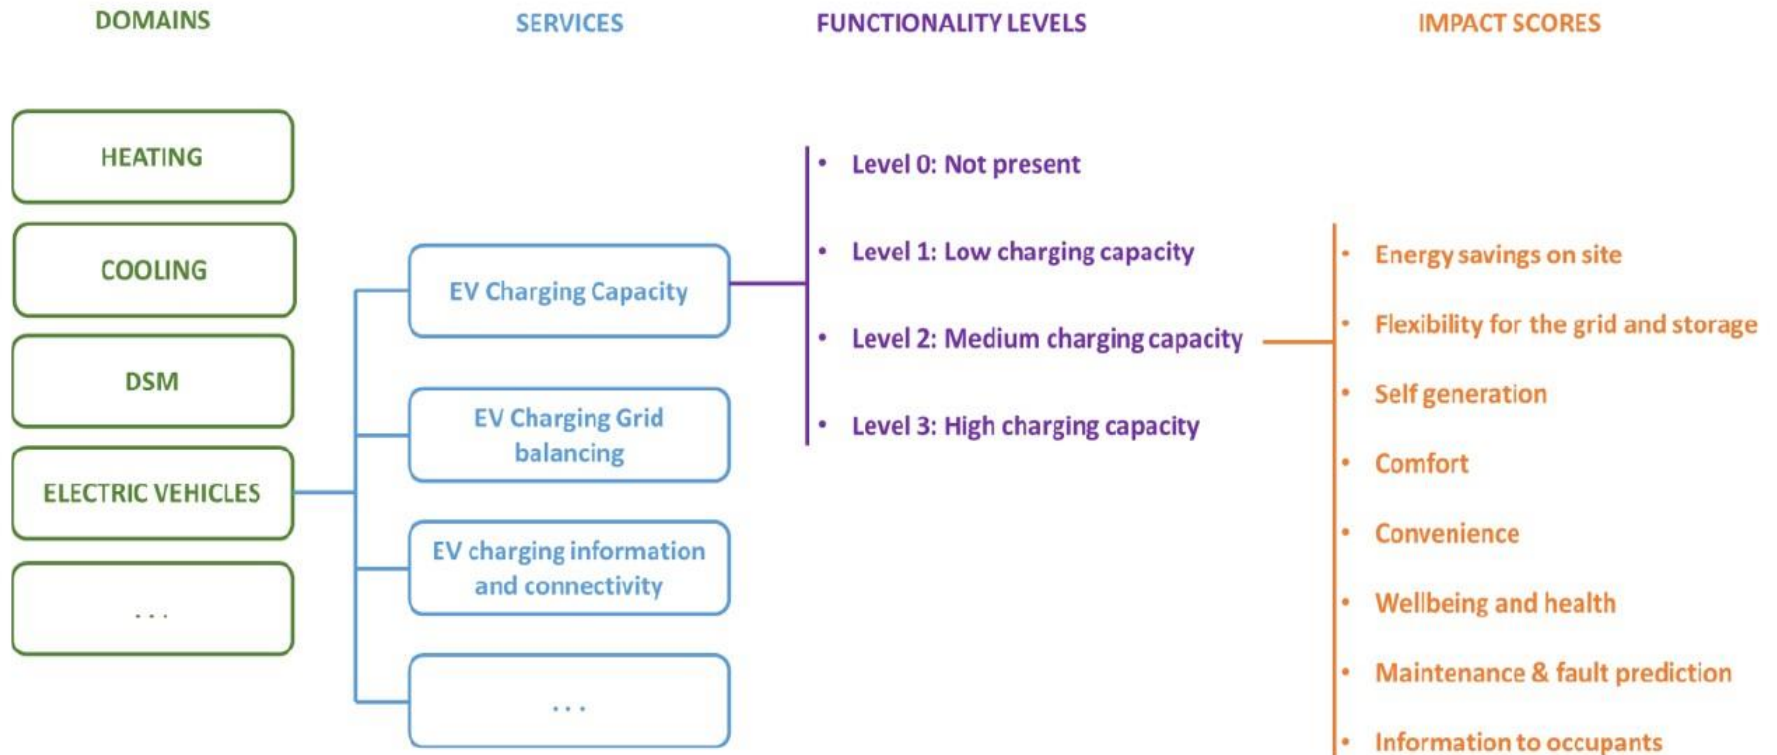 DOMAINS
SERVICES
FUNCTIONALITY LEVELS
IMPACT SCORES
HEATING
COOLING
DSM
ELECTRIC VEHICLES
...
EV Charging Capacity
EV Charging Grid
balancing
EV charging information
and connectivity
...
• Level 0: Not present
• Level 1: Low charging capacity
• Level 2: Medium charging capacity
• Level 3: High charging capacity
• Energy savings on site
• Flexibility for the grid and storage
• Self generation
• Comfort
• Convenience
• Wellbeing and health
• Maintenance & fault prediction
• Information to occupants